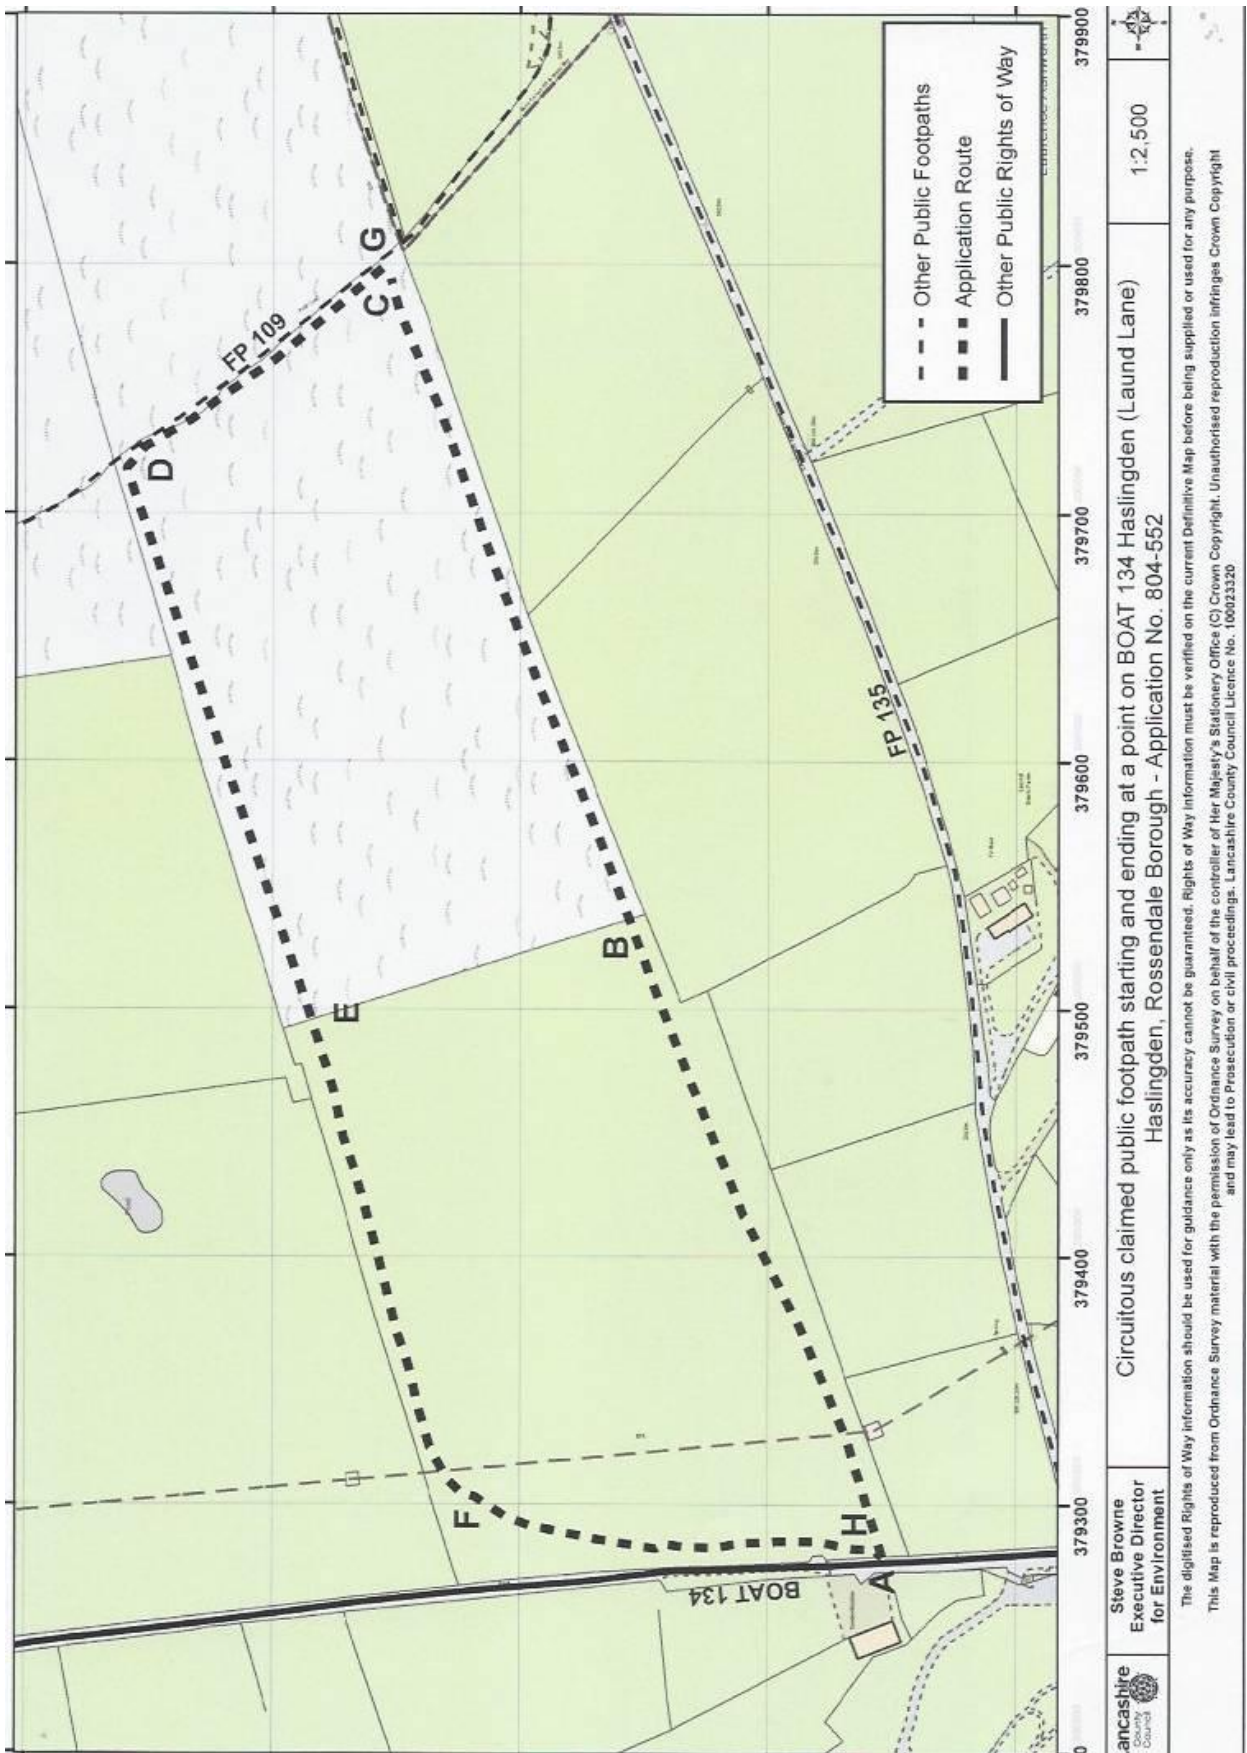 D
FP 109
C
G
E
B
F
H
A
BOAT 134
FP 135
Other Public Footpaths
Application Route
Other Public Rights of Way
379300
379400
379500
379600
379700
379800
379900
ancashire
County
Council
Steve Browne
Executive Director
for Environment
Circuitous claimed public footpath starting and ending at a point on BOAT 134 Haslingden (Laund Lane)
Haslingden, Rossendale Borough - Application No. 804-552
1:2,500
The digitised Rights of Way information should be used for guidance only as its accuracy cannot be guaranteed. Rights of Way information must be verified on the current Definitive Map before being supplied or used for any purpose.
This Map is reproduced from Ordnance Survey material with the permission of Ordnance Survey on behalf of the controller of Her Majesty's Stationery Office (C) Crown Copyright. Unauthorised reproduction infringes Crown Copyright
and may lead to Prosecution or civil proceedings. Lancashire County Council Licence No. 100023320